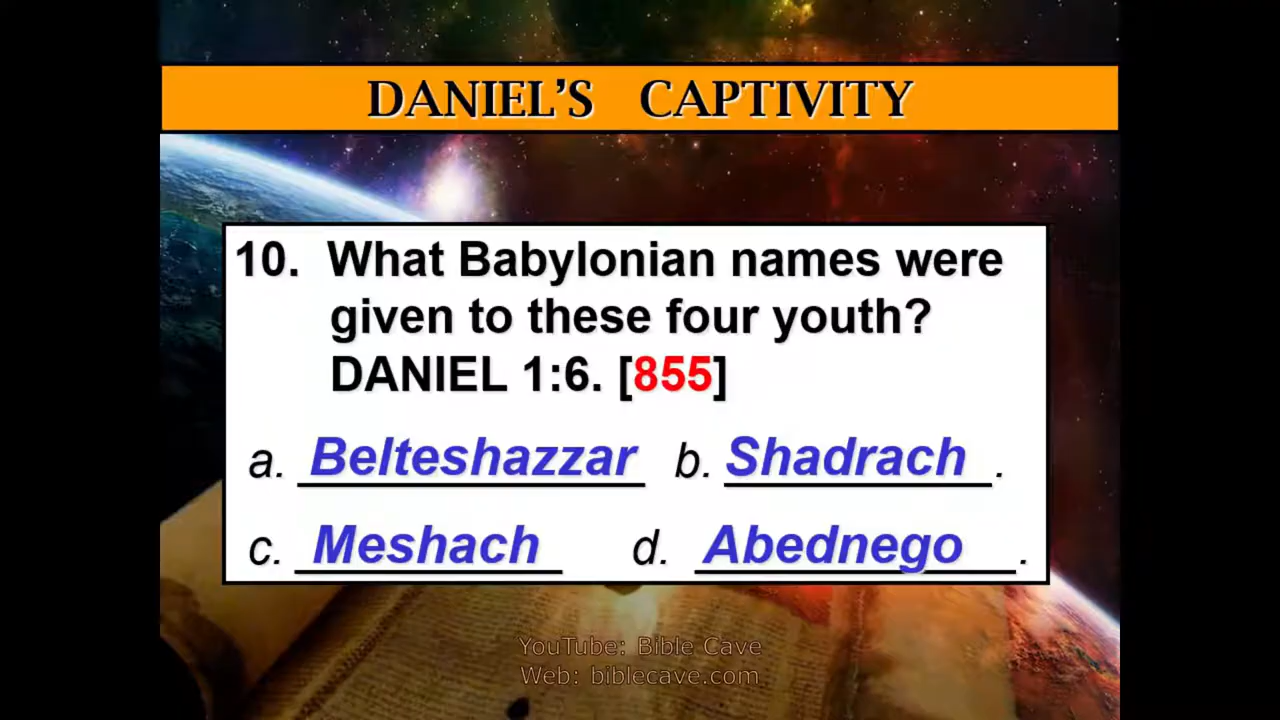 DANIEL'S CAPTIVITY
10. What Babylonian names were
given to these four youth?
DANIEL 1:6. [855]
a. Belteshazzar b. Shadrach.
c. Meshach d. Abednego.
YouTube: Bible Cave
Web: biblecave.com